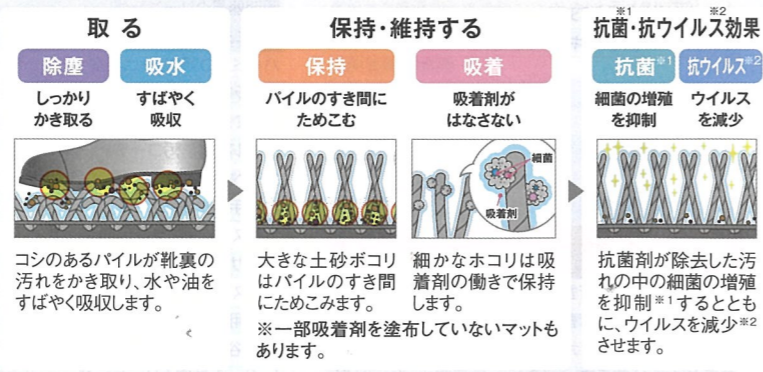 取る
除塵
吸水
しっかり
かき取る
すばやく
吸収
コシのあるパイルが靴裏の
汚れをかき取り、水や油を
すばやく吸収します。
保持・維持する
保持
吸着
パイルのすき間に
ためこむ
吸着剤が
はなさない
細菌
吸着剤
大きな土砂ボコリ
はパイルのすき間
にためこみます。
細かなホコリは吸
着剤の働きで保持
します。
※一部吸着剤を塗布していないマットも
あります。
抗菌※1・抗ウイルス※2効果
抗菌※1
抗ウイルス※2
細菌の増殖
を抑制
ウイルス
を減少
抗菌剤が除去した汚
れの中の細菌の増殖
を抑制※1するととも
に、ウイルスを減少※2
させます。